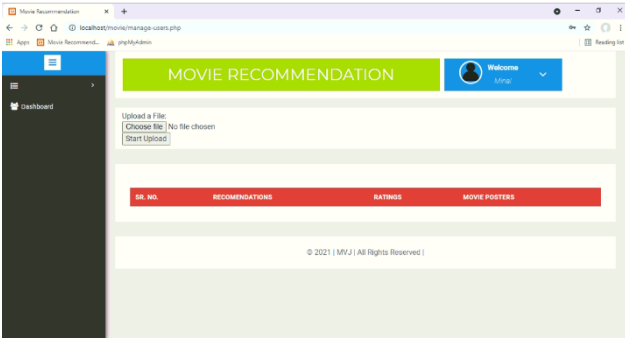 Movie Recommendation
localhost/movie/manage-users.php
Apps Movie Recommend... phpMyAdmin Reading list
MOVIE RECOMMENDATION
Welcome
Minal
Dashboard
Upload a File:
Choose file No file chosen
Start Upload
SR. NO. RECOMENDATIONS RATINGS MOVIE POSTERS
© 2021 | MVJ | All Rights Reserved |